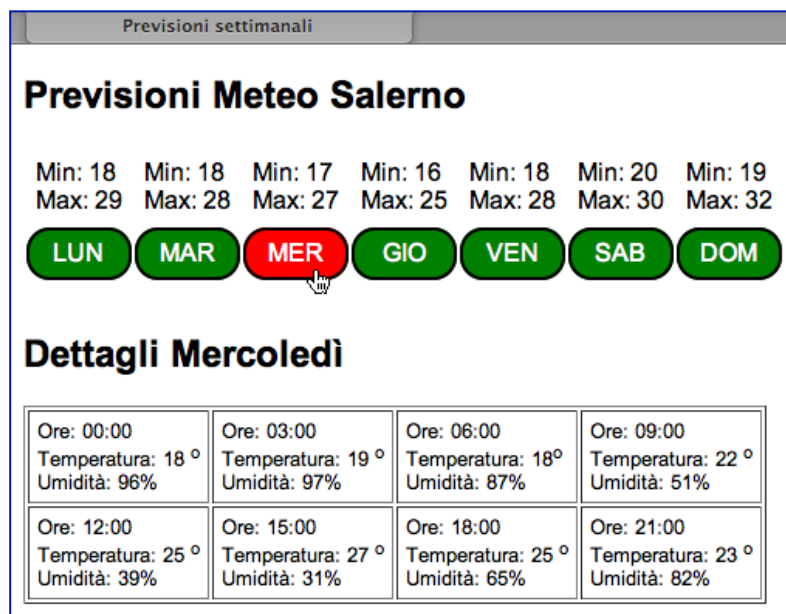 Previsioni settimanali
Previsioni Meteo Salerno
Min: 18 Min: 18 Min: 17 Min: 16 Min: 18 Min: 20 Min: 19
Max: 29 Max: 28 Max: 27 Max: 25 Max: 28 Max: 30 Max: 32
LUN MAR MER GIO VEN SAB DOM
Dettagli Mercoledì
Ore: 00:00 Ore: 03:00 Ore: 06:00 Ore: 09:00
Temperatura: 18 º Temperatura: 19 º Temperatura: 18º Temperatura: 22 º
Umidità: 96% Umidità: 97% Umidità: 87% Umidità: 51%
Ore: 12:00 Ore: 15:00 Ore: 18:00 Ore: 21:00
Temperatura: 25 º Temperatura: 27 º Temperatura: 25 º Temperatura: 23 º
Umidità: 39% Umidità: 31% Umidità: 65% Umidità: 82%